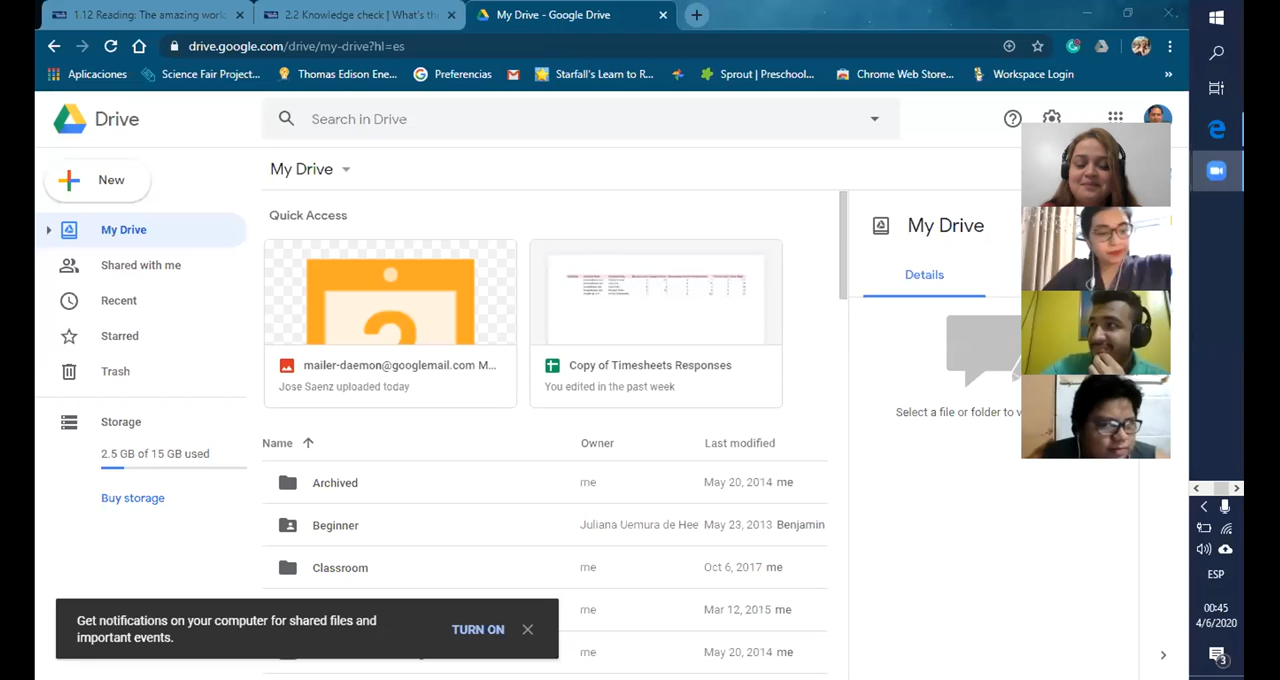 1.12 Reading: The amazing work
2.2 Knowledge check | What's th
My Drive - Google Drive
drive.google.com/drive/my-drive?hl=es
Aplicaciones
Science Fair Project...
Thomas Edison Ene...
Preferencias
Starfall's Learn to R...
Sprout | Preschool...
Chrome Web Store...
Workspace Login
»
Drive
Search in Drive
New
My Drive
My Drive
Shared with me
Recent
Starred
Trash
Storage
2.5 GB of 15 GB used
Buy storage
Quick Access
mailer-daemon@googlemail.com M...
Jose Saenz uploaded today
Copy of Timesheets Responses
You edited in the past week
Name
Owner
Last modified
Archived
me
May 20, 2014 me
Beginner
Juliana Uemura de Hee
May 23, 2013 Benjamin
Classroom
me
Oct 6, 2017 me
me
Mar 12, 2015 me
me
May 20, 2014 me
Get notifications on your computer for shared files and
important events.
TURN ON
My Drive
Details
Select a file or folder to v
ESP
00:45
4/6/2020
3